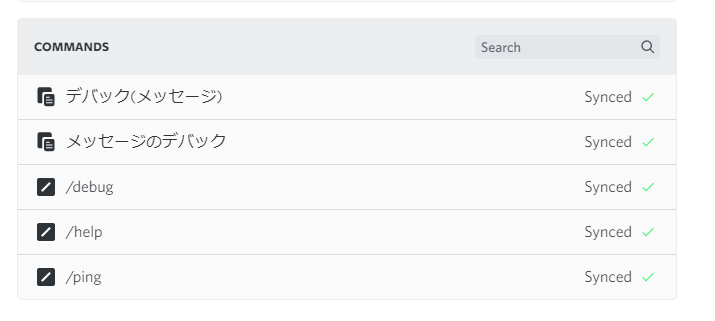 COMMANDS
Search
デバック(メッセージ)
Synced
メッセージのデバック
Synced
/debug
Synced
/help
Synced
/ping
Synced